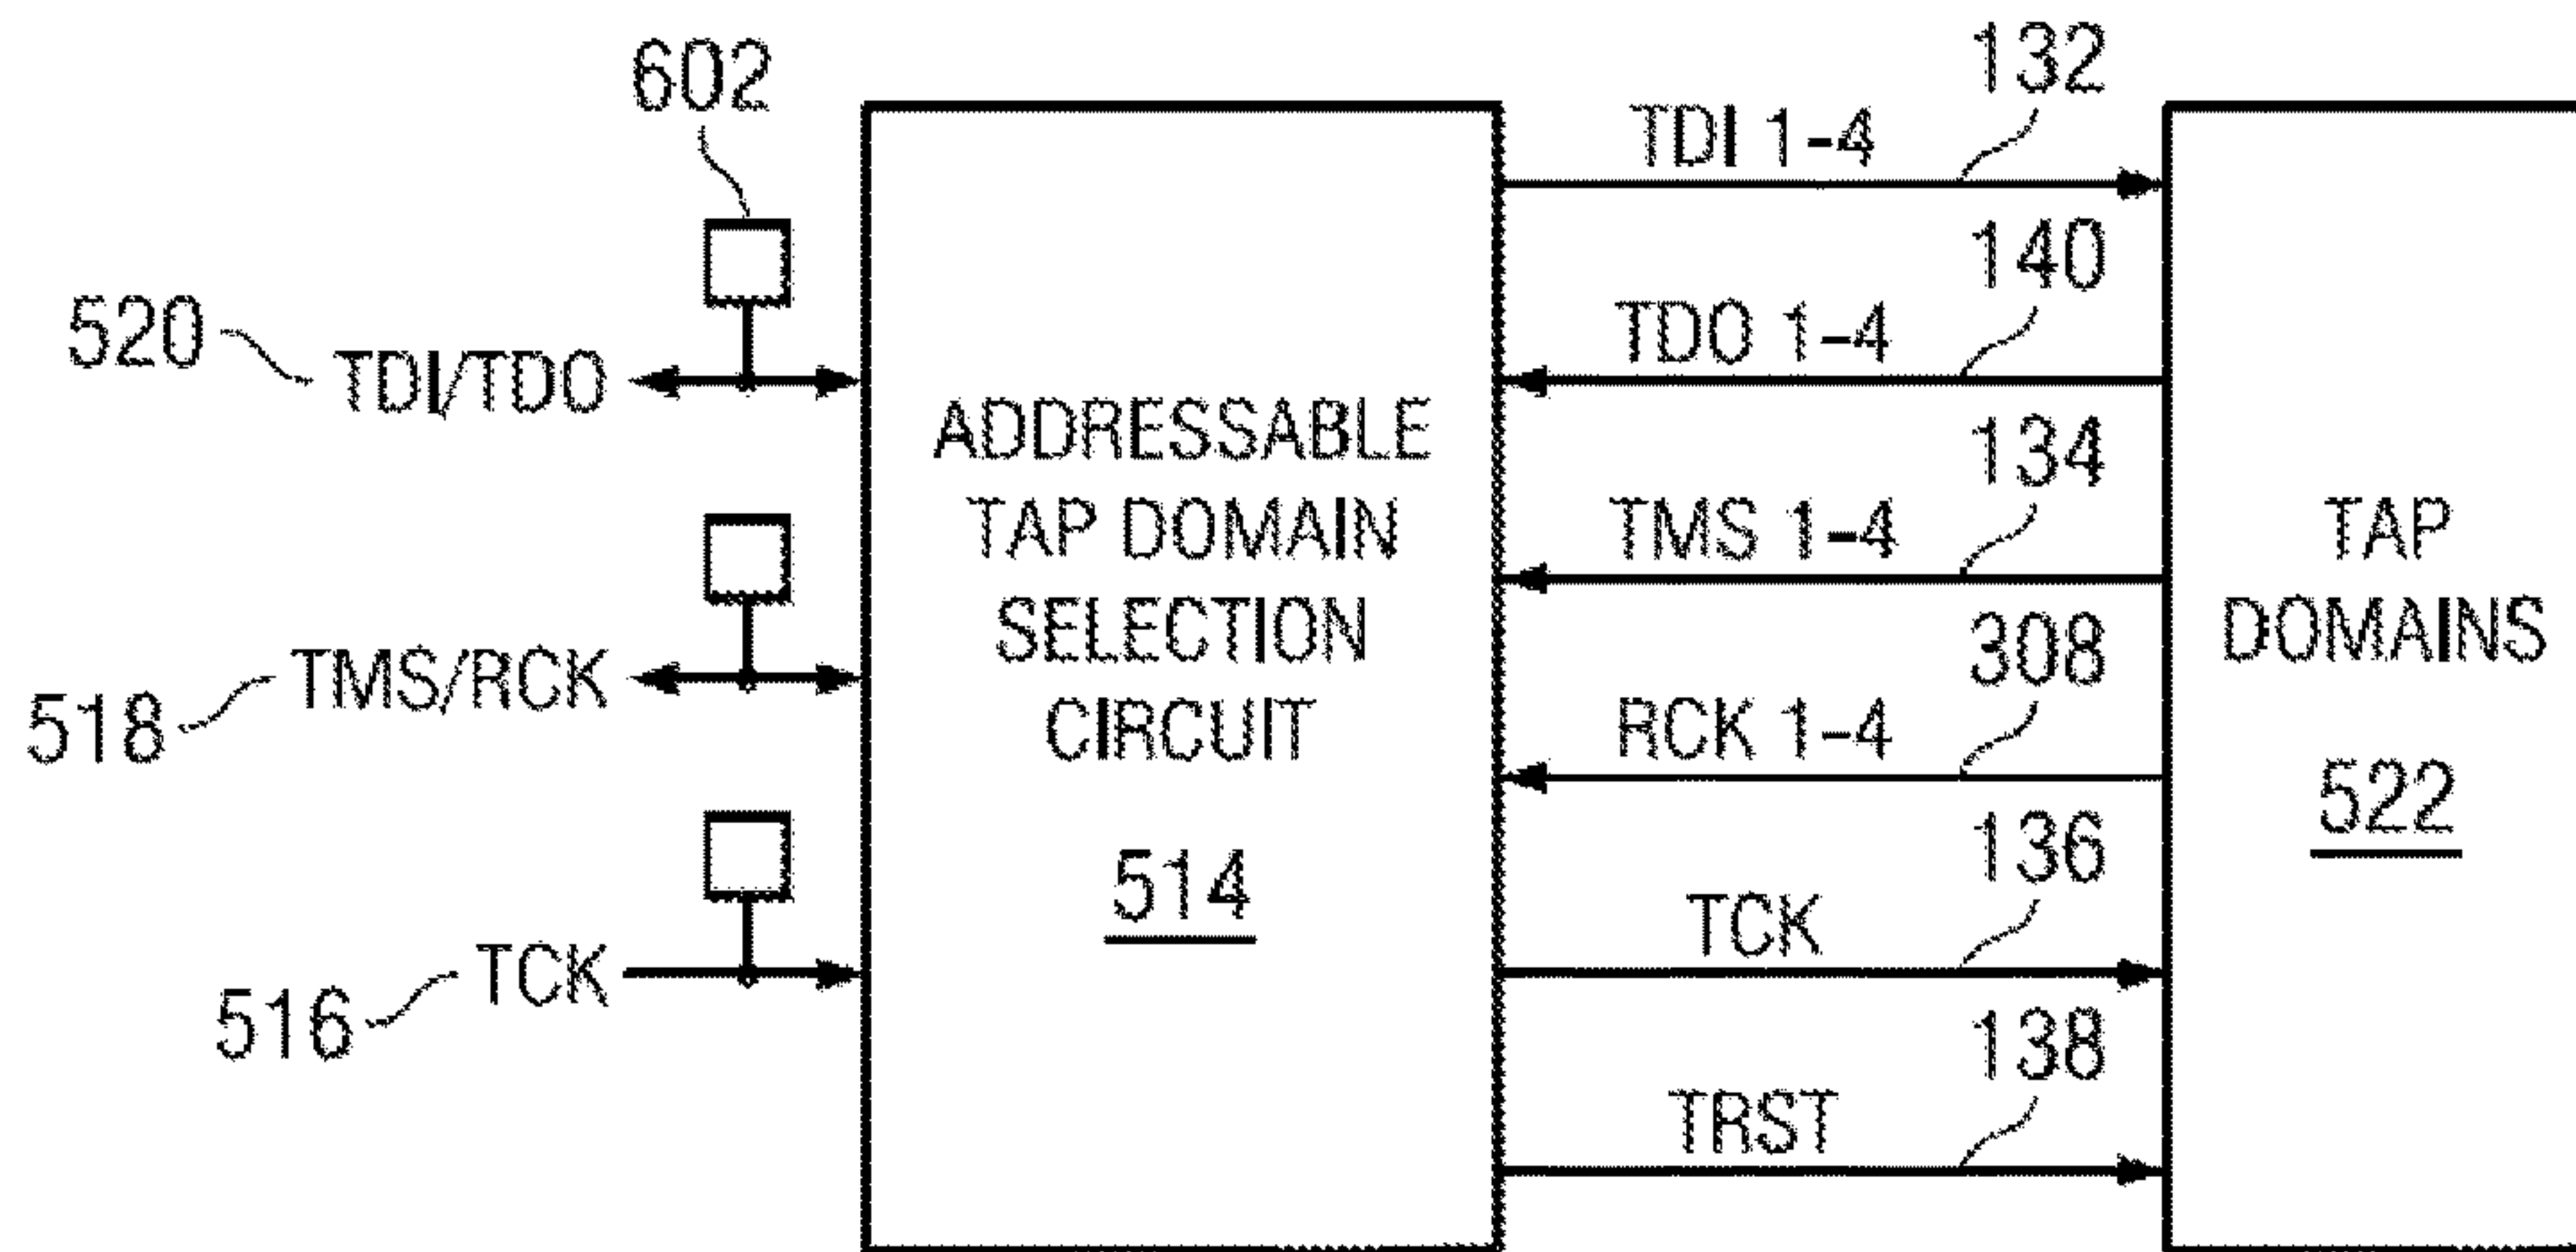 602
520
TDI/TDO
518
TMS/RCK
516
TCK
ADDRESSABLE
TAP DOMAIN
SELECTION
CIRCUIT
514
TDI 1-4
132
TDO 1-4
140
TMS 1-4
134
RCK 1-4
308
TCK
136
TRST
138
TAP
DOMAINS
522